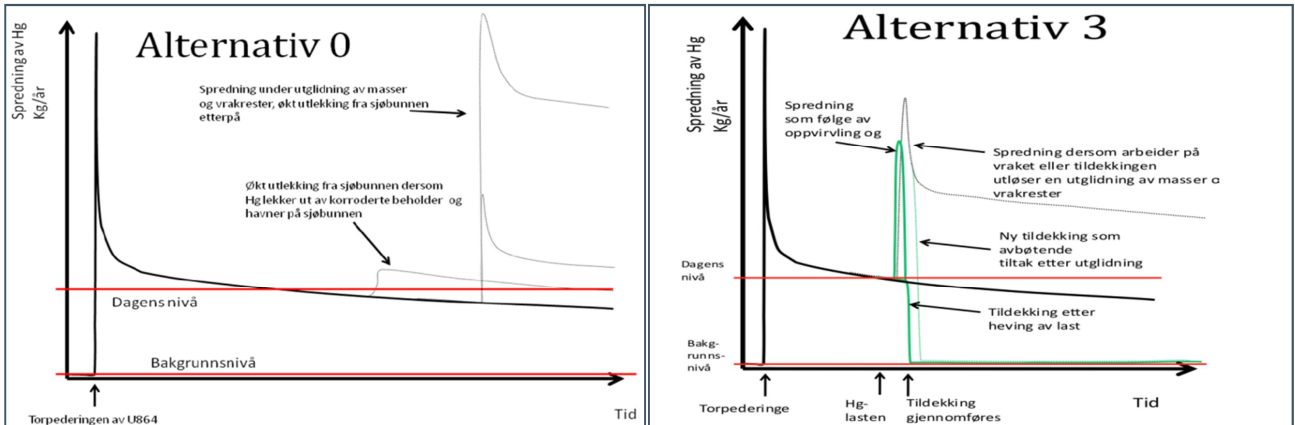 Alternativ 0
Spredning av Hg
Kg/år
Spredning under utglidning av masser
og vrakrester, økt utlekking fra sjøbunnen
etterpå
Økt utlekking fra sjøbunnen dersom
Hg lekker ut av korroderte beholder og
havner på sjøbunnen
Dagens nivå
Bakgrunnsnivå
Torpederingen av U864
Tid
Alternativ 3
Spredning av Hg
Kg/år
Spredning
som følge av
oppvirvling og
Spredning dersom arbeider på
vraket eller tildekkingen
utløser en utglidning av masser o
vrakrester
Ny tildekking som
avbøtende
tiltak etter utglidning
Dagens
nivå
Tildekking etter
heving av last
Bakg-
runns-
nivå
Torpederinge
Hg-
lasten
Tildekking
gjennomføres
Tid